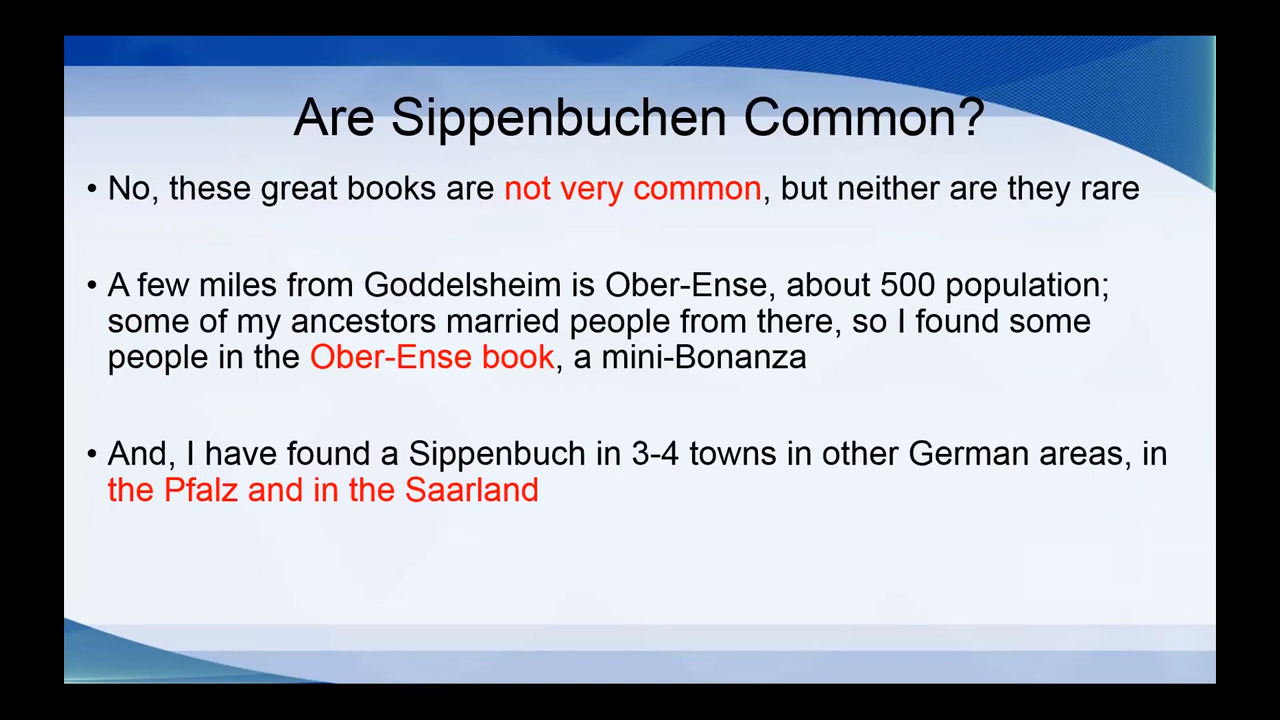 Are Sippenbuchen Common?
• No, these great books are not very common, but neither are they rare
• A few miles from Goddelsheim is Ober-Ense, about 500 population;
some of my ancestors married people from there, so I found some
people in the Ober-Ense book, a mini-Bonanza
• And, I have found a Sippenbuch in 3-4 towns in other German areas, in
the Pfalz and in the Saarland